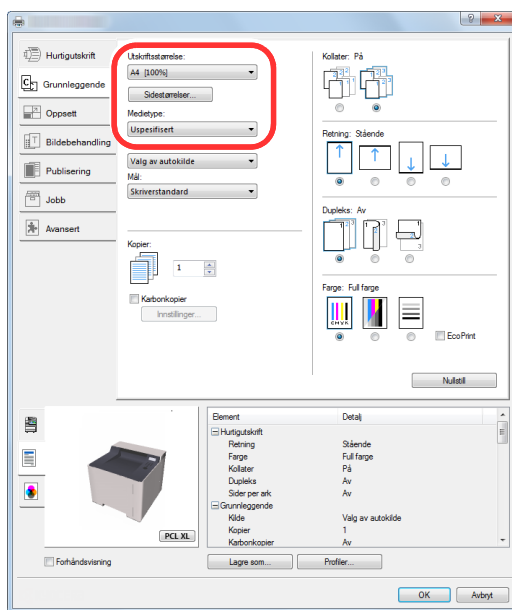 Hurtigutskrift
Grunnleggende
Oppsett
Bildebehandling
Publisering
Jobb
Avansert
Utskriftsstørrelse:
A4 [100%]
Sidestørrelser...
Medietype:
Uspesifisert
Valg av autokilde
Mål:
Skriverstandard
Kopier:
1
Karbonkopier
Innstillinger...
Kollater: På
Retning: Stående
Dupleks: Av
Farge: Full farge
CMYK
EcoPrint
Nullstill
PCL XL
Forhåndsvisning
Element Detalj
Hurtigutskrift
Retning Stående
Farge Full farge
Kollater På
Dupleks Av
Sider per ark Av
Grunnleggende
Kilde Valg av autokilde
Kopier 1
Karbonkopier Av
Lagre som... Profiler...
OK Avbryt